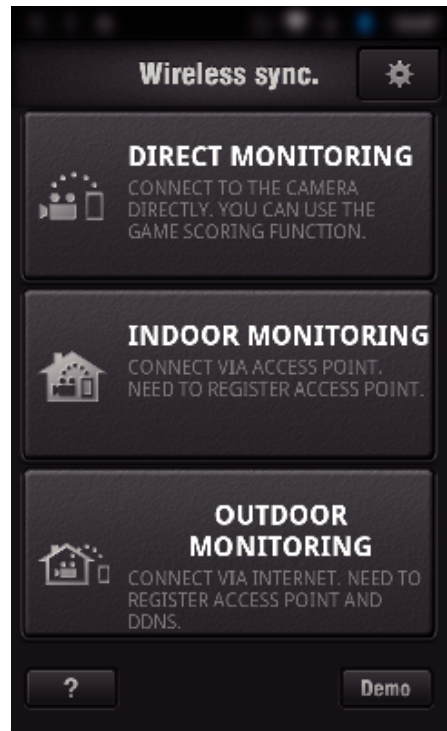 Wireless sync.
DIRECT MONITORING
CONNECT TO THE CAMERA
DIRECTLY. YOU CAN USE THE
GAME SCORING FUNCTION.
INDOOR MONITORING
CONNECT VIA ACCESS POINT.
NEED TO REGISTER ACCESS POINT.
OUTDOOR
MONITORING
CONNECT VIA INTERNET. NEED TO
REGISTER ACCESS POINT AND
DDNS.
?
Demo